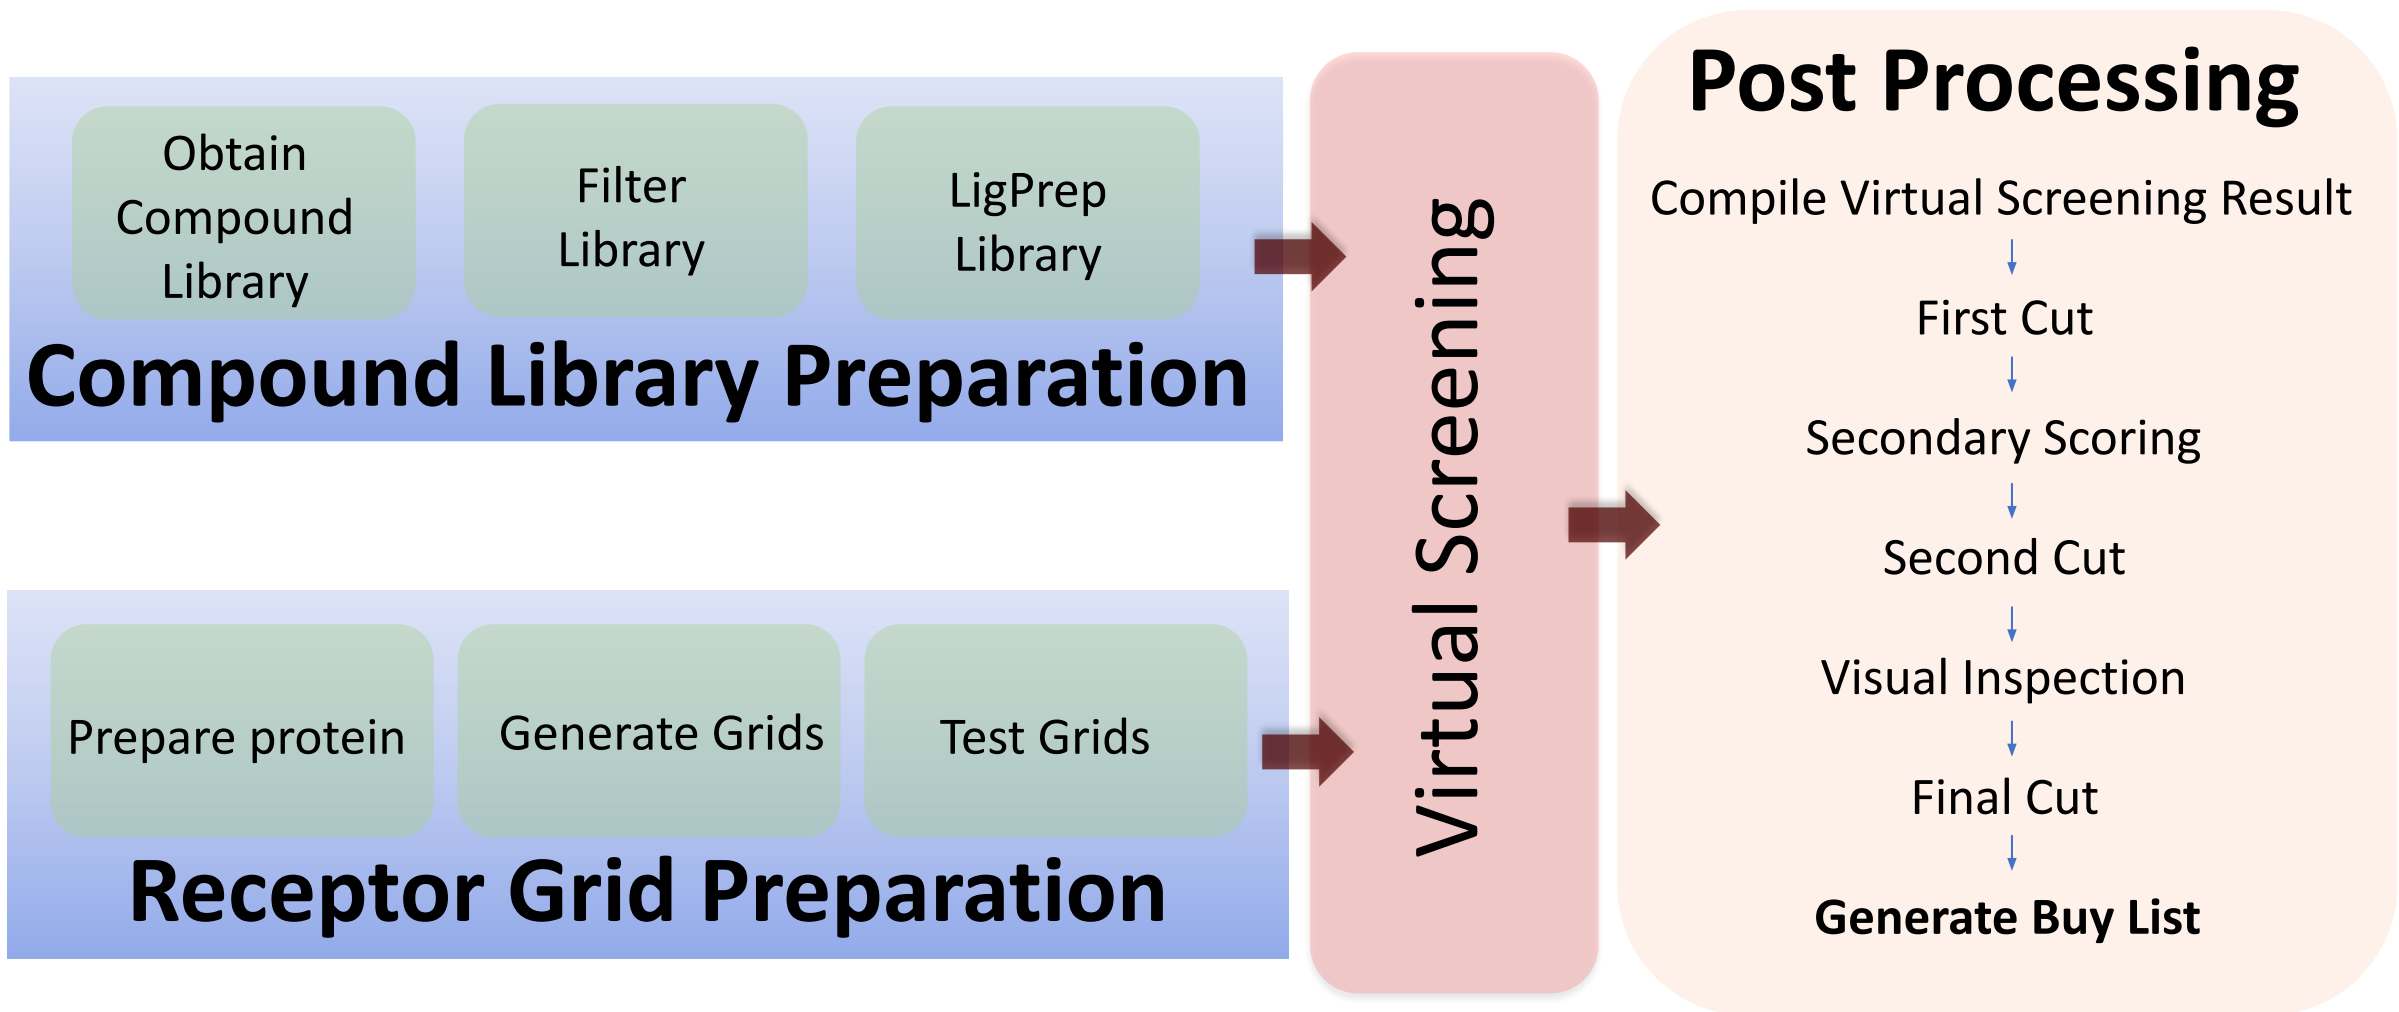 Obtain
Compound
Library
Filter
Library
LigPrep
Library
Compound Library Preparation
Prepare protein
Generate Grids
Test Grids
Receptor Grid Preparation
Virtual Screening
Post Processing
Compile Virtual Screening Result
First Cut
Secondary Scoring
Second Cut
Visual Inspection
Final Cut
Generate Buy List